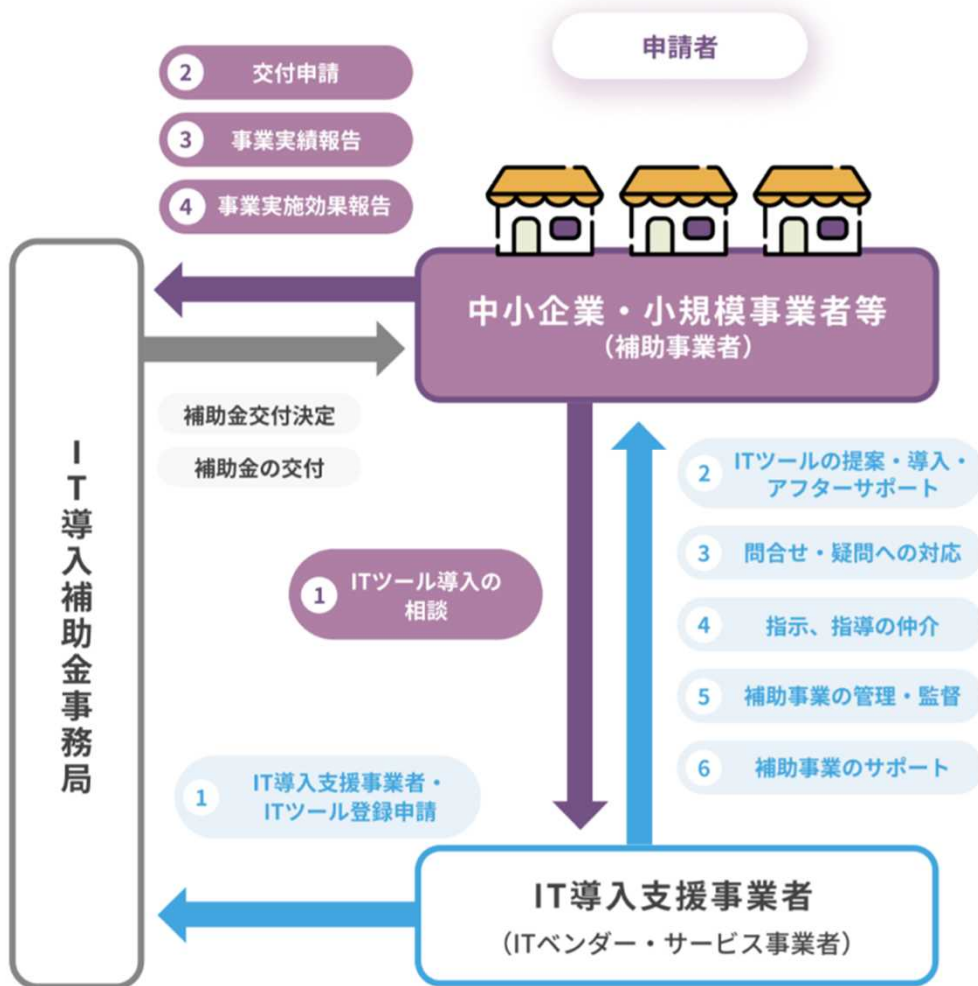 申請者
2 交付申請
3 事業実績報告
4 事業実施効果報告
中小企業・小規模事業者等
（補助事業者）
IT導入補助金事務局
補助金交付決定
補助金の交付
1 ITツール導入の
相談
2 ITツールの提案・導入・
アフターサポート
3 問合せ・疑問への対応
4 指示、指導の仲介
5 補助事業の管理・監督
6 補助事業のサポート
1 IT導入支援事業者・
ITツール登録申請
IT導入支援事業者
（ITベンダー・サービス事業者）